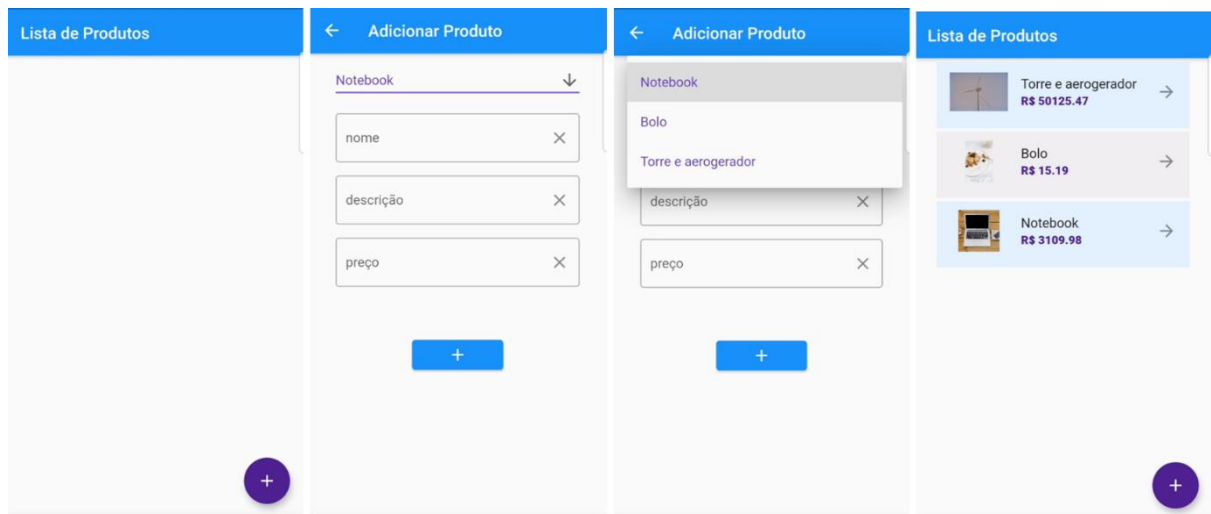 Lista de Produtos
Adicionar Produto
Notebook
nome
descrição
preço
Adicionar Produto
Notebook
Bolo
Torre e aerogerador
descrição
preço
Lista de Produtos
Torre e aerogerador
R$ 50125.47
Bolo
R$ 15.19
Notebook
R$ 3109.98